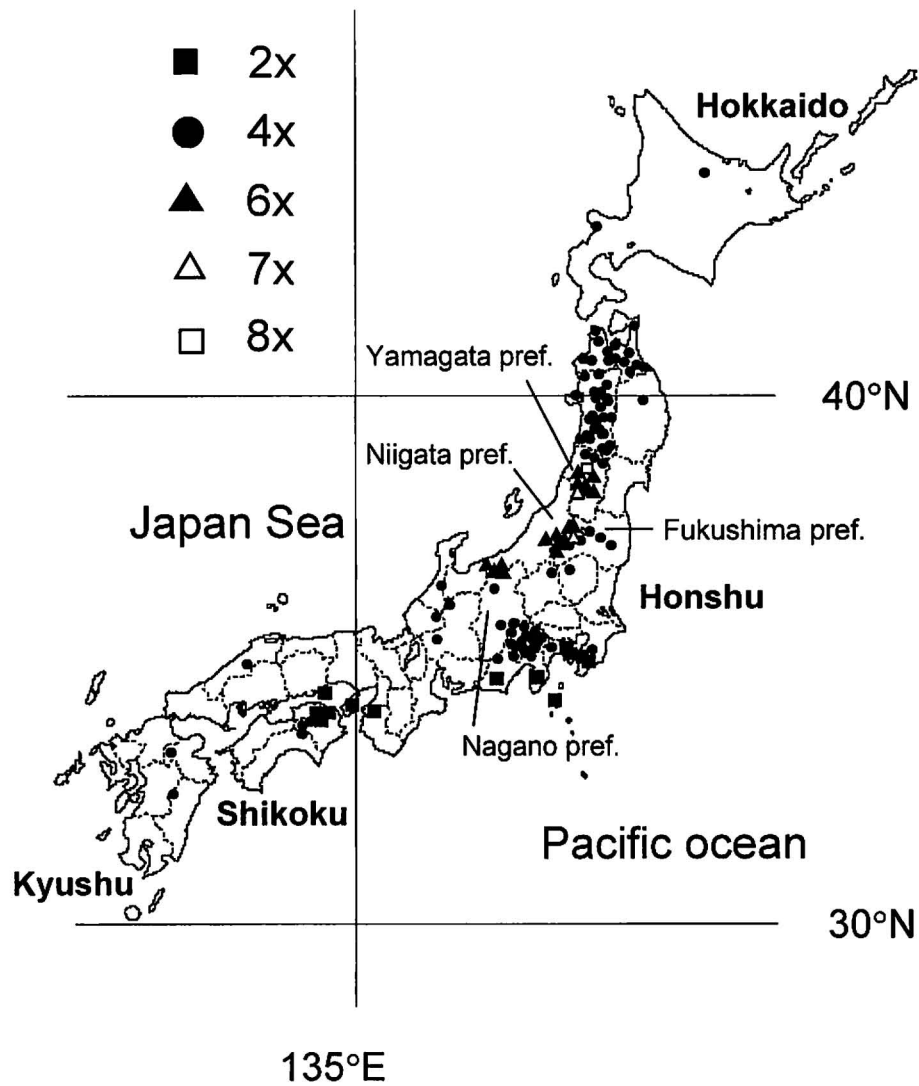 2x
4x
6x
7x
8x
Hokkaido
Yamagata pref.
40°N
Niigata pref.
Japan Sea
Fukushima pref.
Honshu
Nagano pref.
Shikoku
Pacific ocean
Kyushu
30°N
135°E